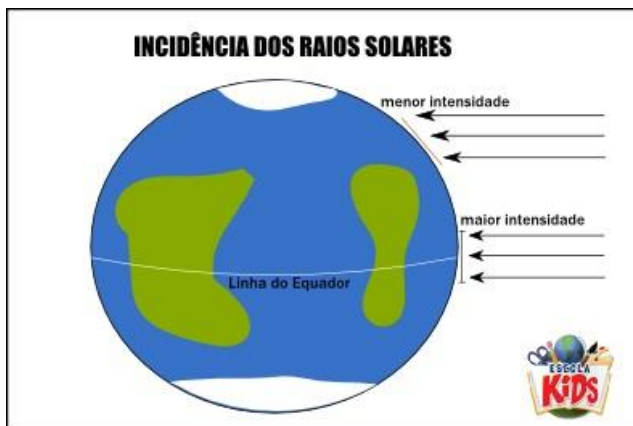 INCIDÊNCIA DOS RAIOS SOLARES
menor intensidade
maior intensidade
Linha do Equador
ESCOLA
KiDS